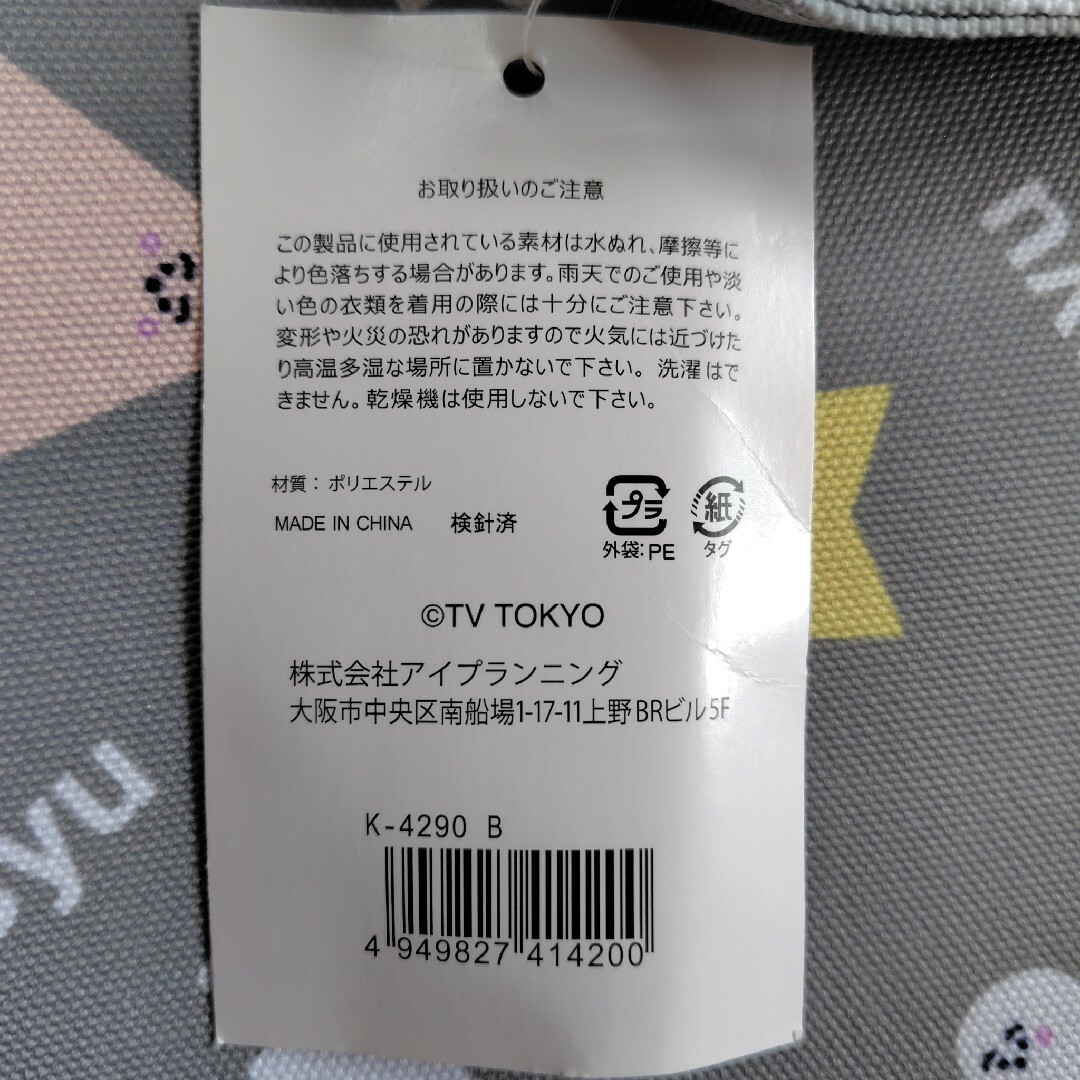 お取り扱いのご注意
この製品に使用されている素材は水ぬれ、摩擦等に
より色落ちする場合があります。雨天でのご使用や淡
い色の衣類を着用の際には十分にご注意下さい。
変形や火災の恐れがありますので火気には近づけた
り高温多湿な場所に置かないで下さい。洗濯はで
きません。乾燥機は使用しないで下さい。
材質：ポリエステル
MADE IN CHINA 検針済
プラ 紙
外袋:PE タグ
©TV TOKYO
株式会社アイプランニング
大阪市中央区南船場1-17-11上野BRビル5F
K-4290 B
4 949827 414200